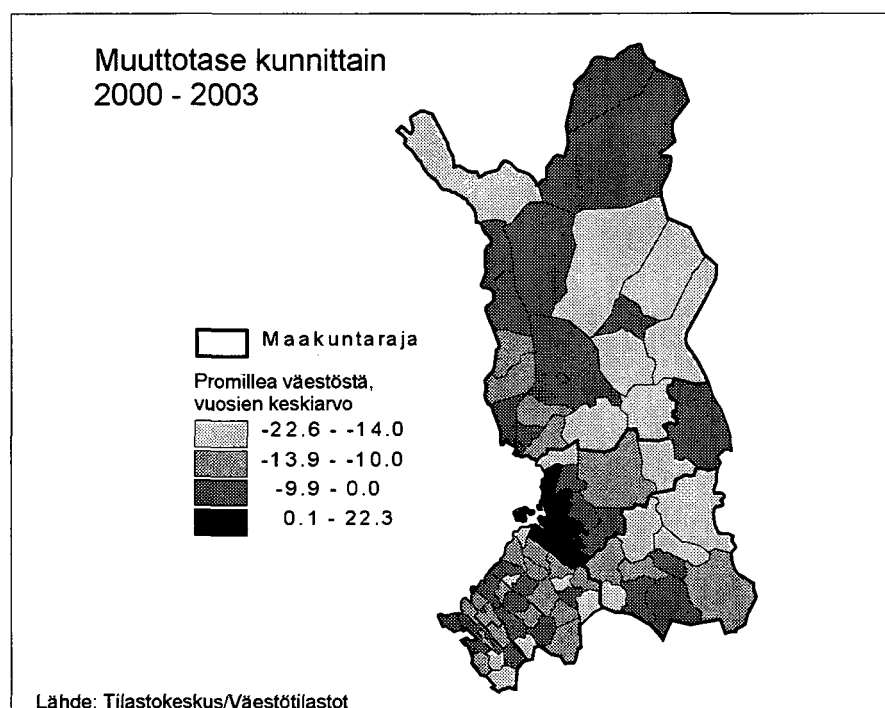 Muuttotase kunnittain
2000 - 2003
Maakuntaraja
Promillea väestöstä,
vuosien keskiarvo
-22.6 - -14.0
-13.9 - -10.0
-9.9 - 0.0
0.1 - 22.3
Lähde: Tilastokeskus/Väestötilastot